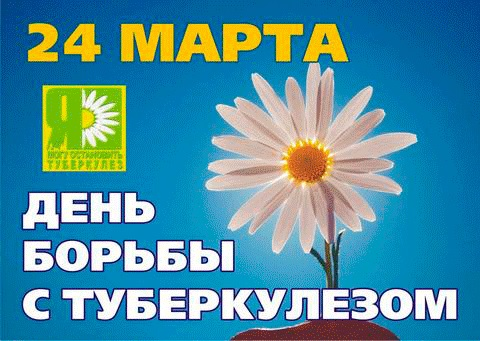 24 МАРТА
Я
МОГУ ОСТАНОВИТЬ
ТУБЕРКУЛЕЗ
ДЕНЬ
БОРЬБЫ
С ТУБЕРКУЛЕЗОМ